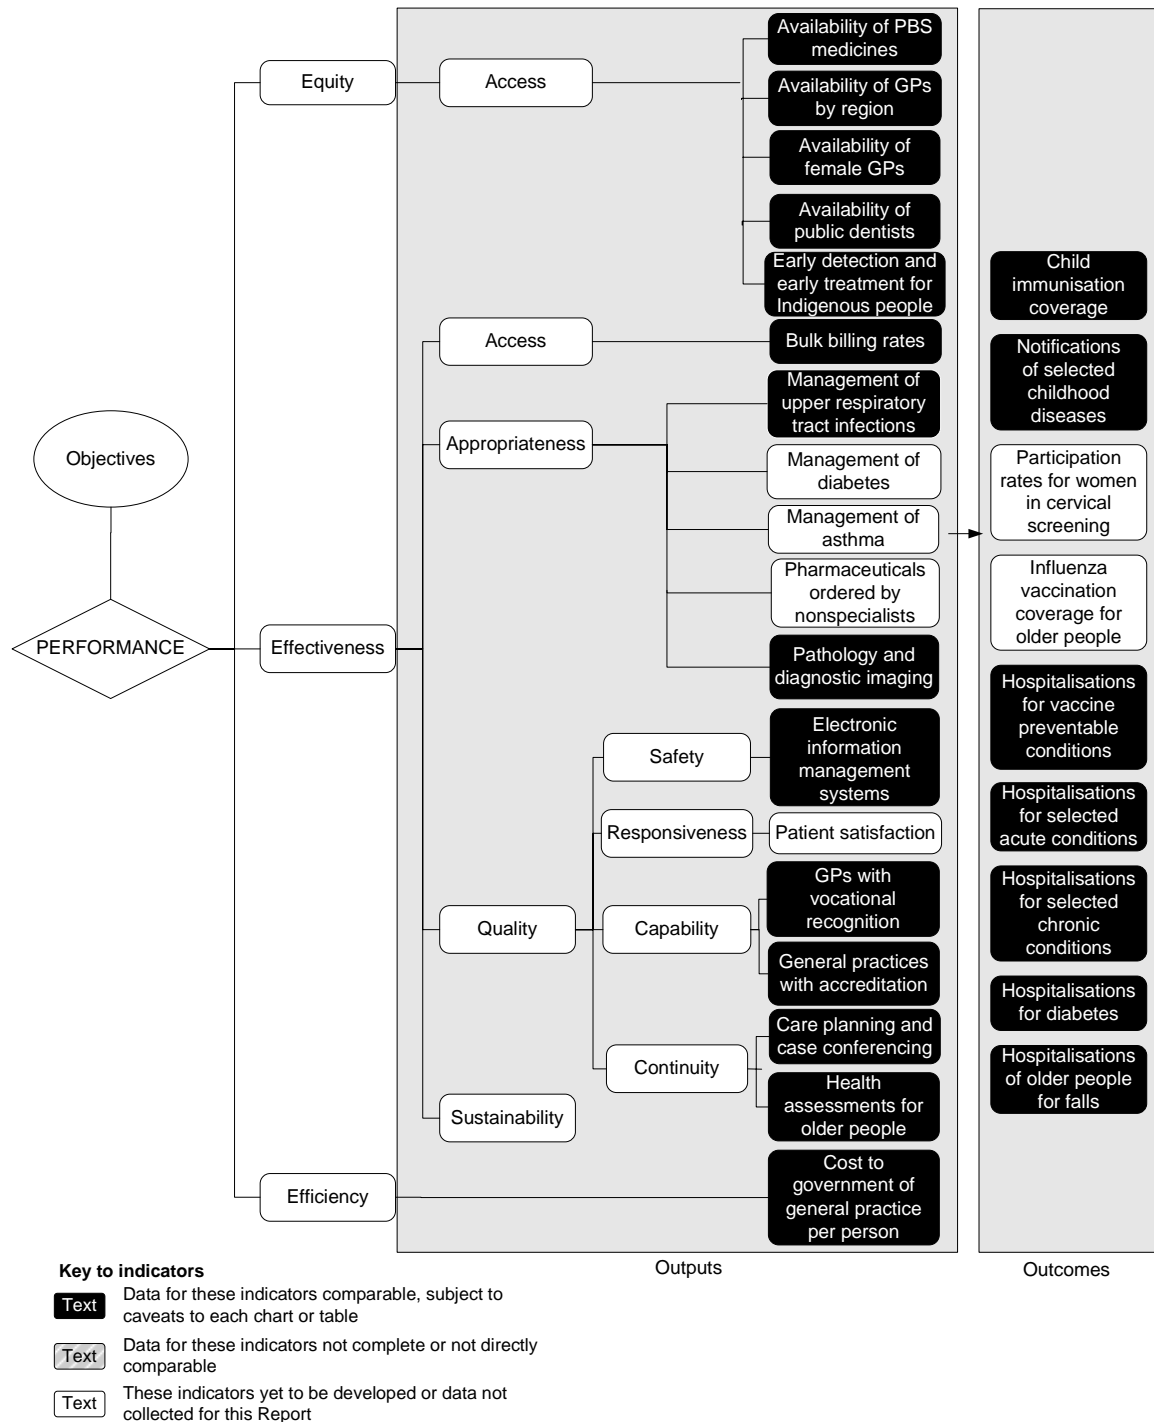 Objectives
PERFORMANCE
Equity
Access
Availability of PBS
medicines
Availability of GPs
by region
Availability of
female GPs
Availability of
public dentists
Early detection and
early treatment for
Indigenous people
Effectiveness
Access
Bulk billing rates
Appropriateness
Management of
upper respiratory
tract infections
Management of
diabetes
Management of
asthma
Pharmaceuticals
ordered by
nonspecialists
Pathology and
diagnostic imaging
Quality
Safety
Electronic
information
management
systems
Responsiveness
Patient satisfaction
Capability
GPs with
vocational
recognition
General practices
with accreditation
Continuity
Care planning and
case conferencing
Health
assessments for
older people
Sustainability
Efficiency
Cost to
government of
general practice
per person
Outputs
Child
immunisation
coverage
Notifications
of selected
childhood
diseases
Participation
rates for women
in cervical
screening
Influenza
vaccination
coverage for
older people
Hospitalisations
for vaccine
preventable
conditions
Hospitalisations
for selected
acute conditions
Hospitalisations
for selected
chronic
conditions
Hospitalisations
for diabetes
Hospitalisations
of older people
for falls
Outcomes
Key to indicators
Text
Data for these indicators comparable, subject to
caveats to each chart or table
Text
Data for these indicators not complete or not directly
comparable
Text
These indicators yet to be developed or data not
collected for this Report